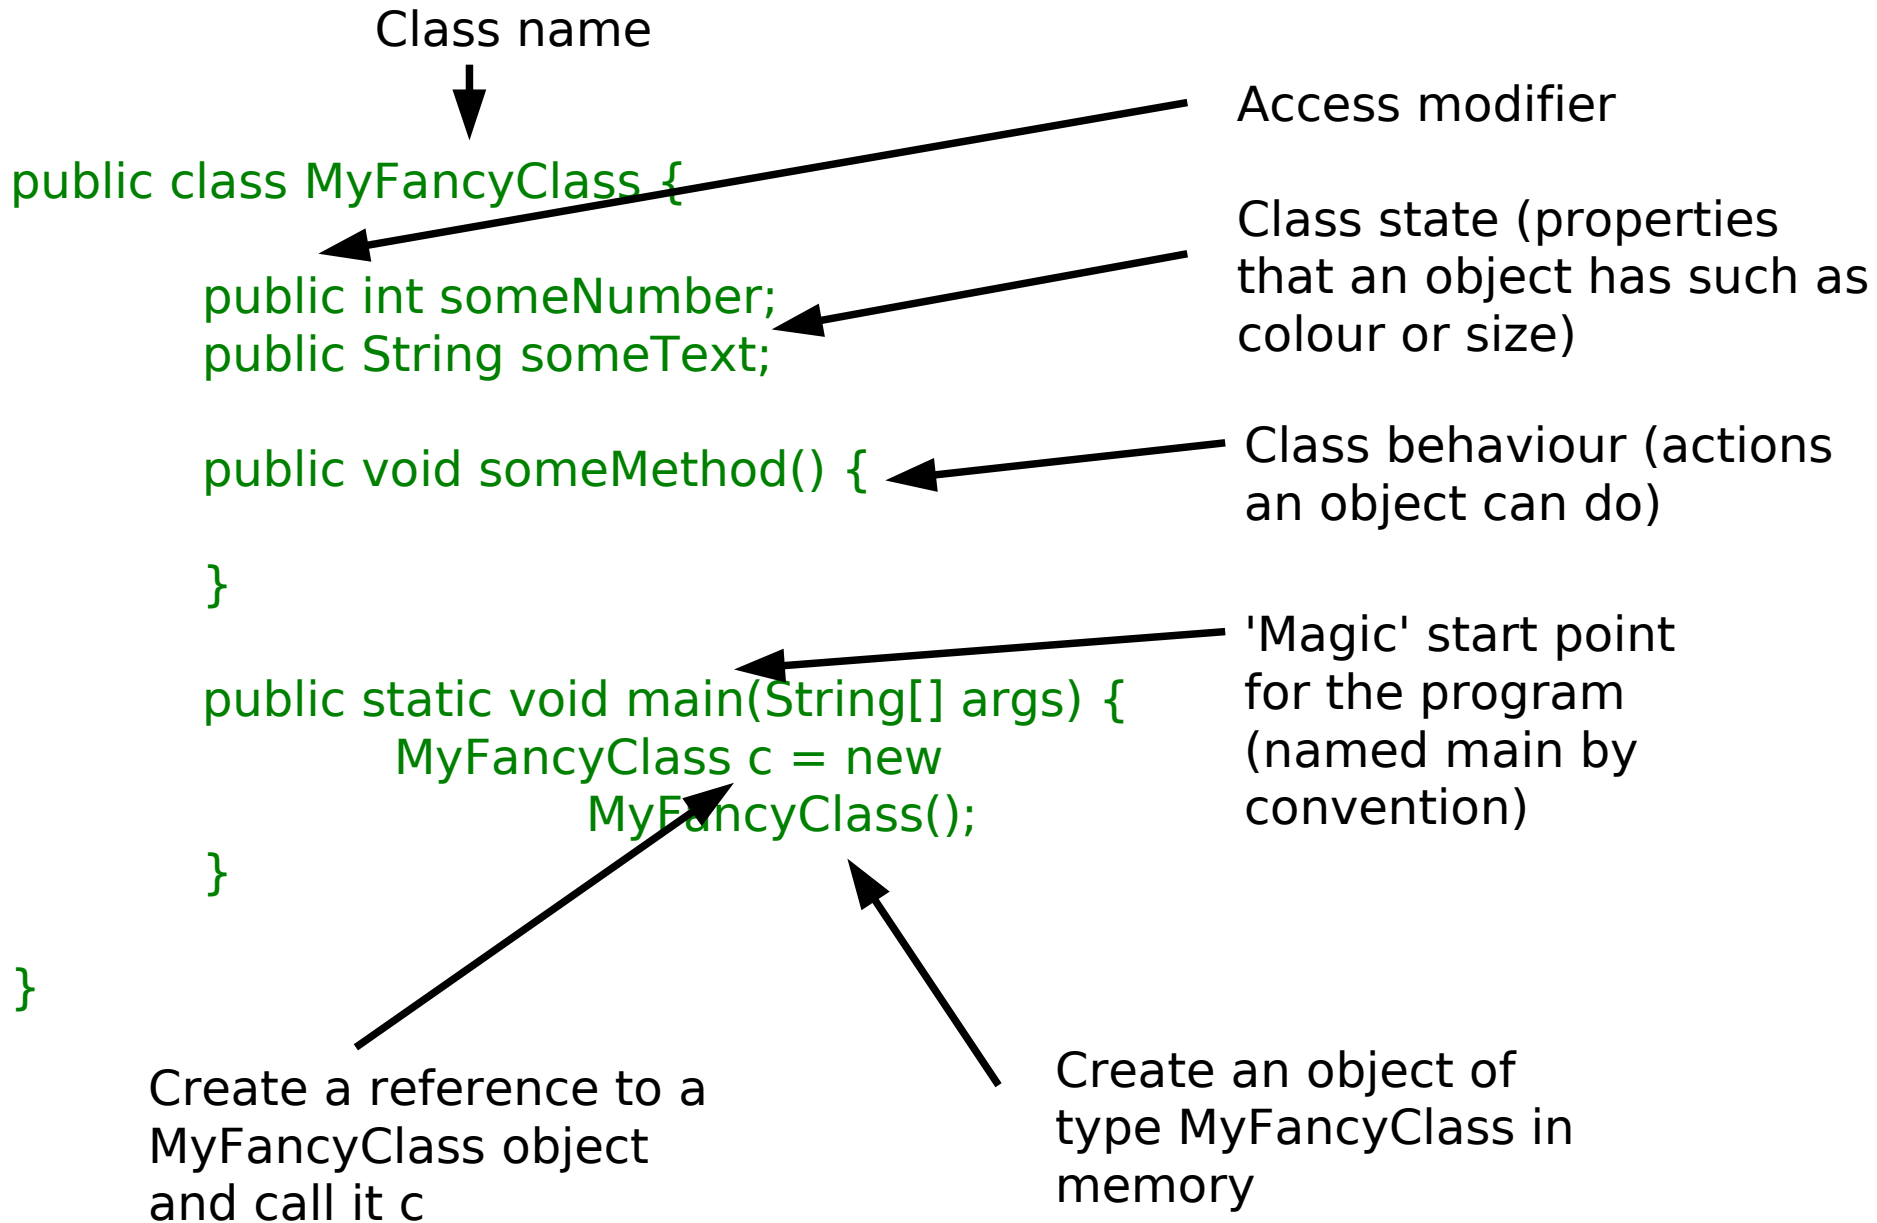 Class name
Access modifier
public class MyFancyClass {
Class state (properties
that an object has such as
colour or size)
public int someNumber;
public String someText;
Class behaviour (actions
an object can do)
public void someMethod() {
}
'Magic' start point
for the program
(named main by
convention)
public static void main(String[] args) {
MyFancyClass c = new
MyFancyClass();
}
}
Create a reference to a
MyFancyClass object
and call it c
Create an object of
type MyFancyClass in
memory